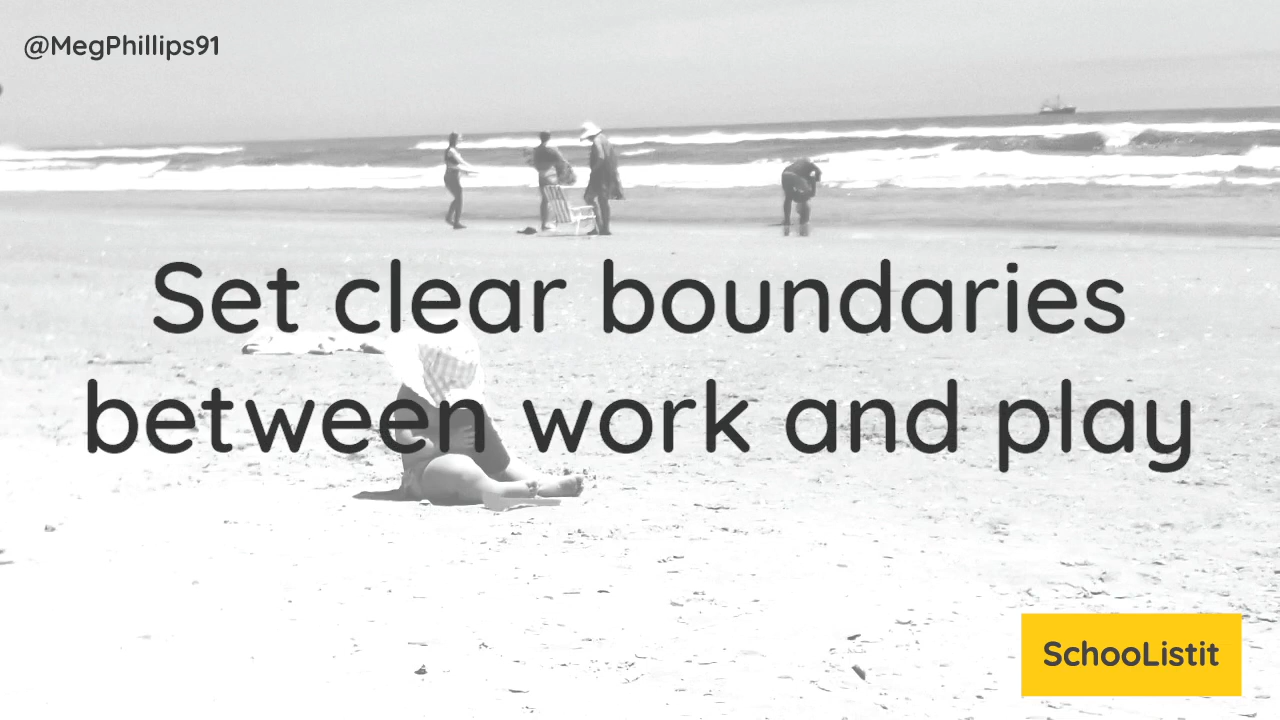 @MegPhillips91
Set clear boundaries
between work and play
SchooListit